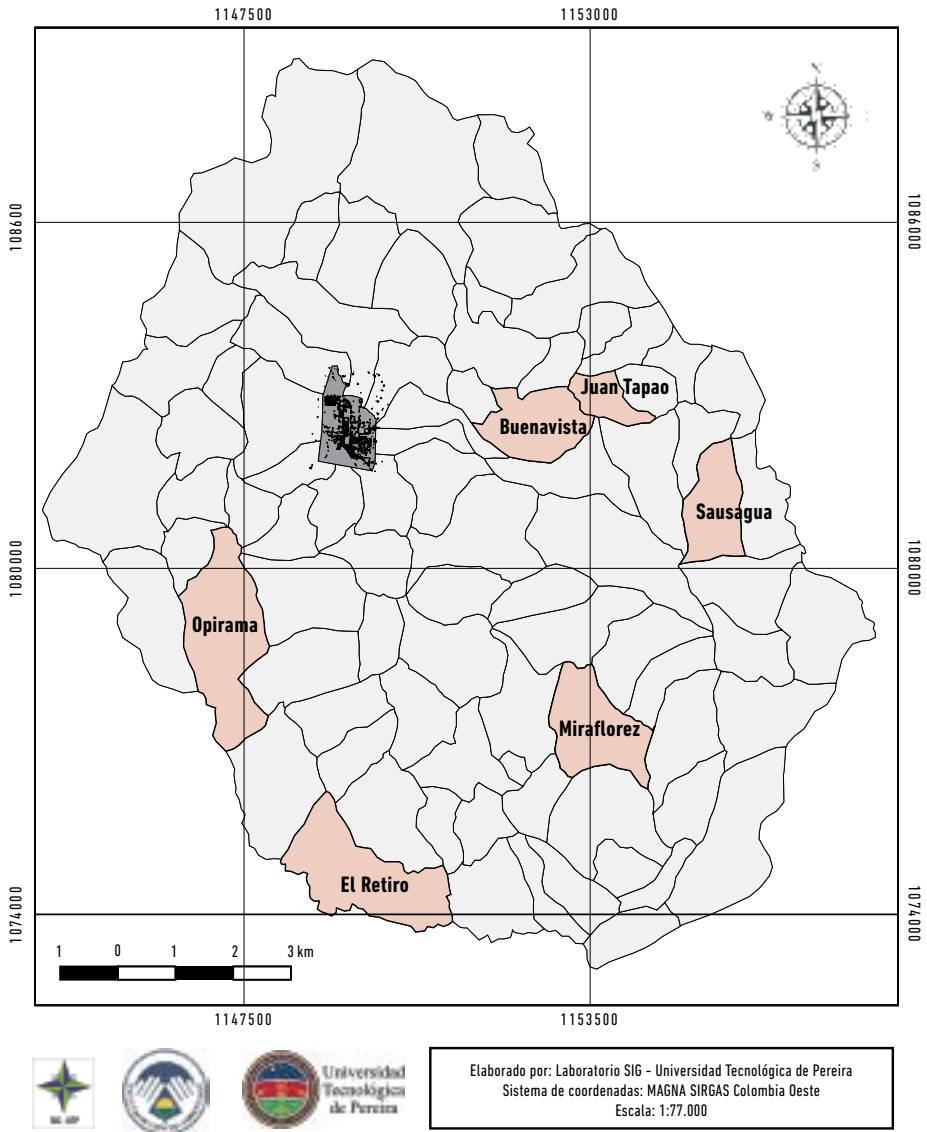 1147500 1153000
N
W
S
108600
1086000
Juan Tapao
Buenavista
Sausagua
1080000
1080000
Opirama
Miraflorez
El Retiro
1074000
1074000
1 0 1 2 3 km
1147500 1153500
Universidad
Tecnológica
de Pereira
SIG - UTP
Elaborado por: Laboratorio SIG - Universidad Tecnológica de Pereira
Sistema de coordenadas: MAGNA SIRGAS Colombia Oeste
Escala: 1:77.000